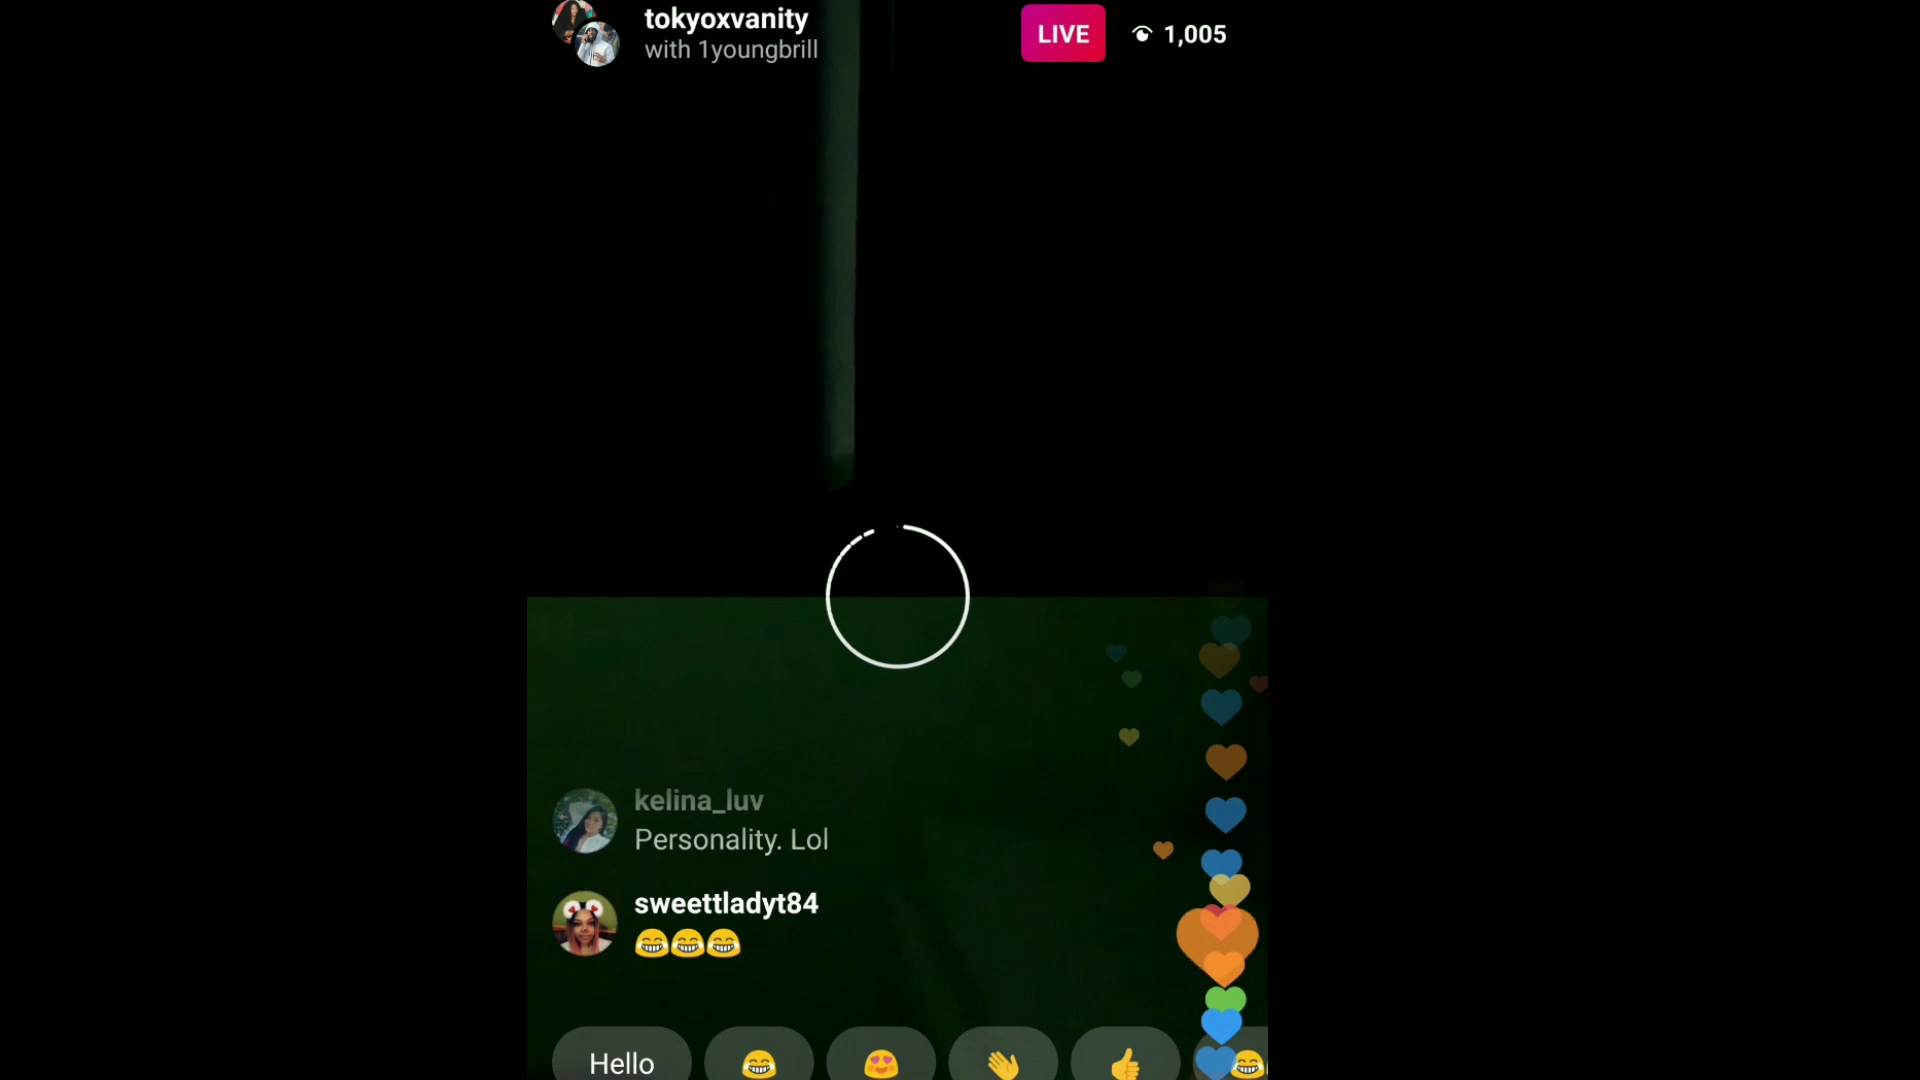 tokyoxvanity
with 1youngbrill
LIVE
1,005
kelina_luv
Personality. Lol
sweettladyt84
😂😂😂
Hello